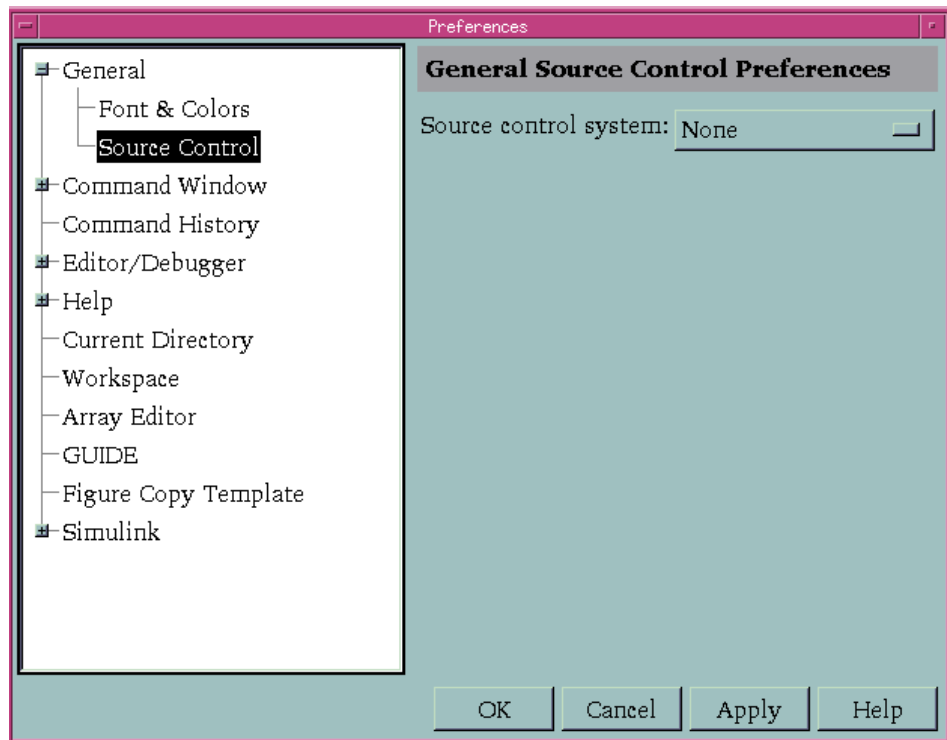 Preferences
General
Font & Colors
Source Control
Command Window
Command History
Editor/Debugger
Help
Current Directory
Workspace
Array Editor
GUIDE
Figure Copy Template
Simulink
General Source Control Preferences
Source control system: None
OK Cancel Apply Help